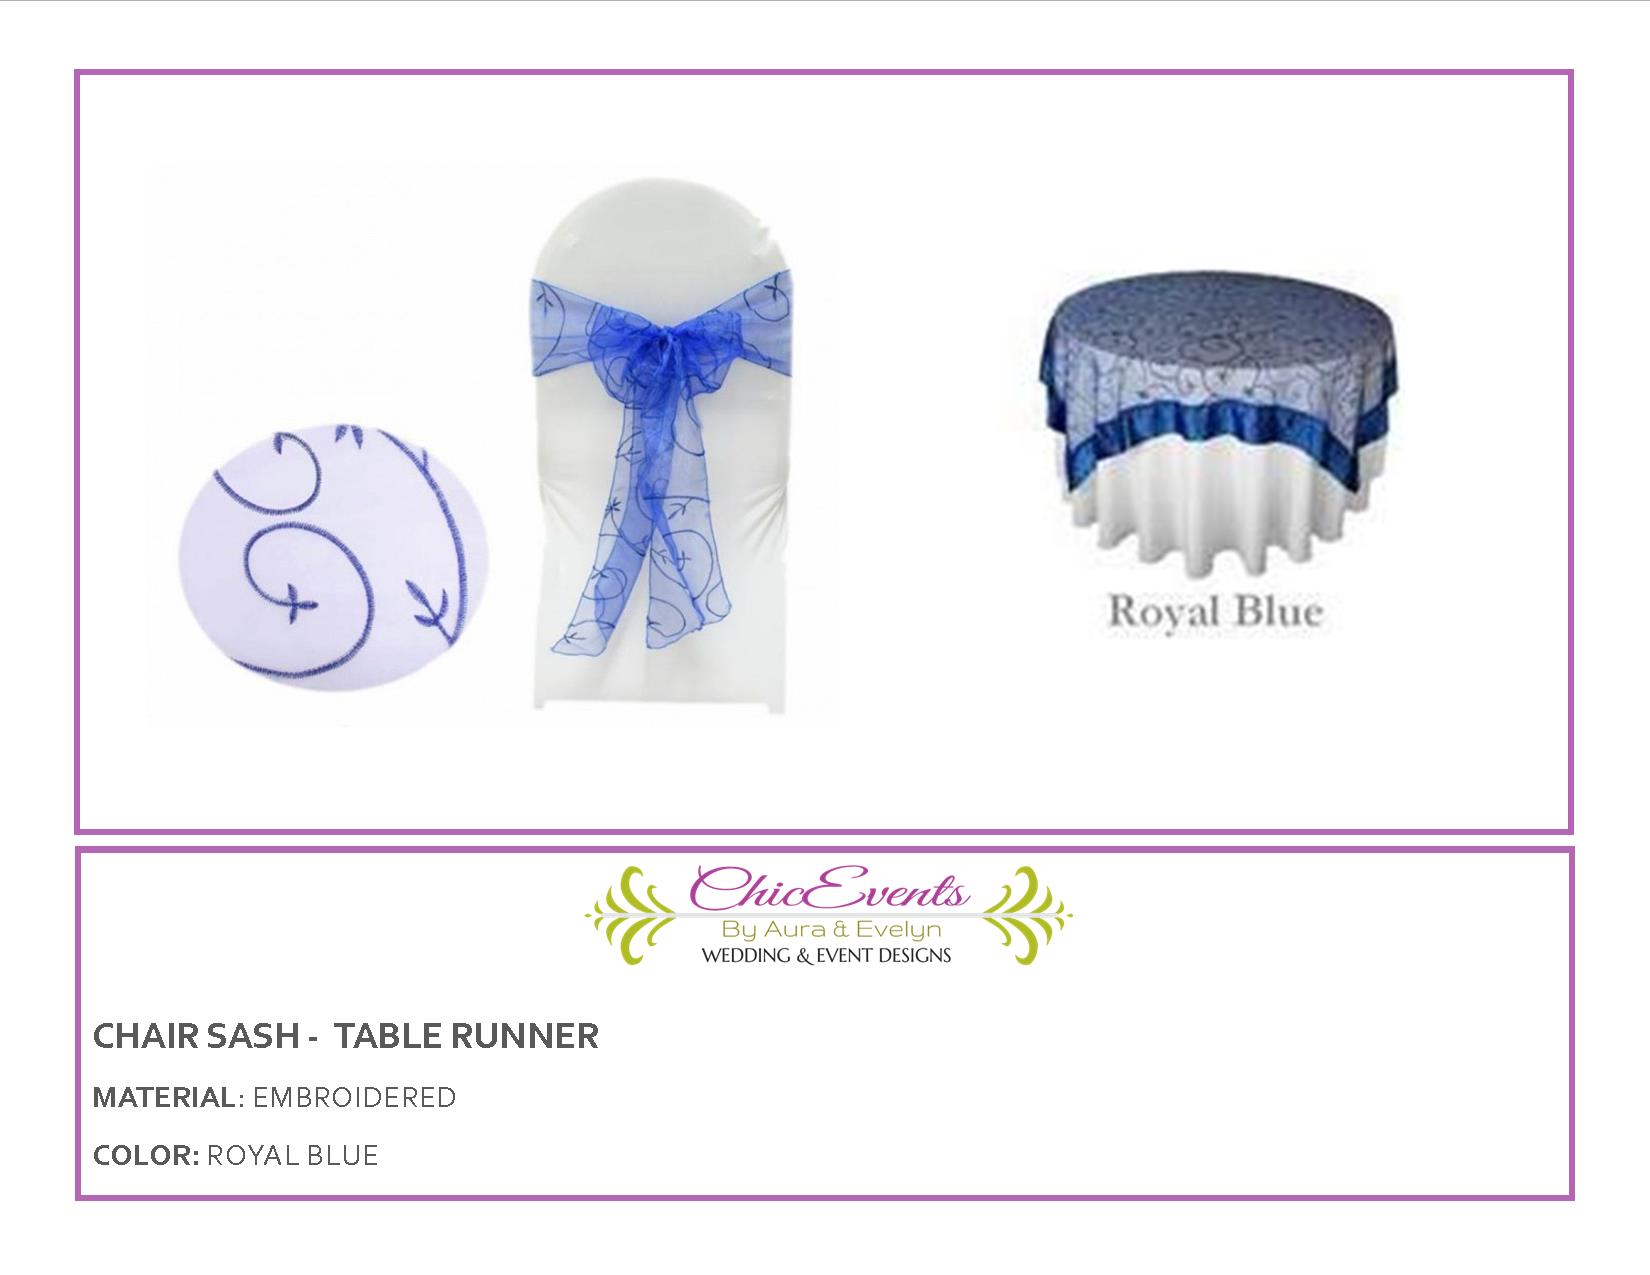 Royal Blue
ChicEvents
By Aura & Evelyn
WEDDING & EVENT DESIGNS
CHAIR SASH - TABLE RUNNER
MATERIAL: EMBROIDERED
COLOR: ROYAL BLUE